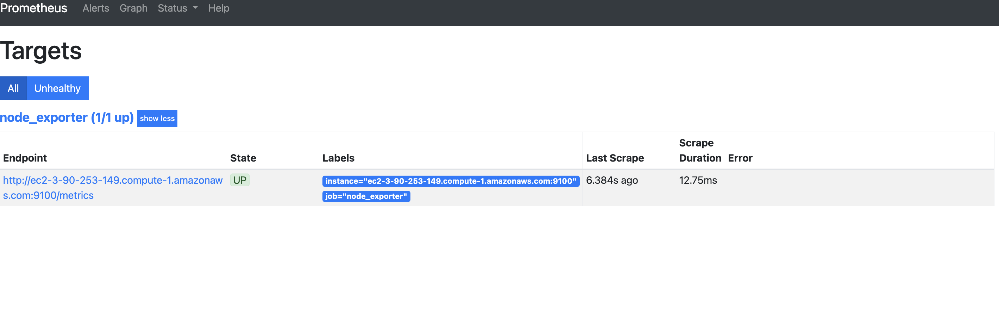 Prometheus Alerts Graph Status Help
Targets
All Unhealthy
node_exporter (1/1 up) show less
Endpoint State Labels Last Scrape Scrape Duration Error
http://ec2-3-90-253-149.compute-1.amazonaw
s.com:9100/metrics
UP
instance="ec2-3-90-253-149.compute-1.amazonaws.com:9100"
job="node_exporter"
6.384s ago
12.75ms